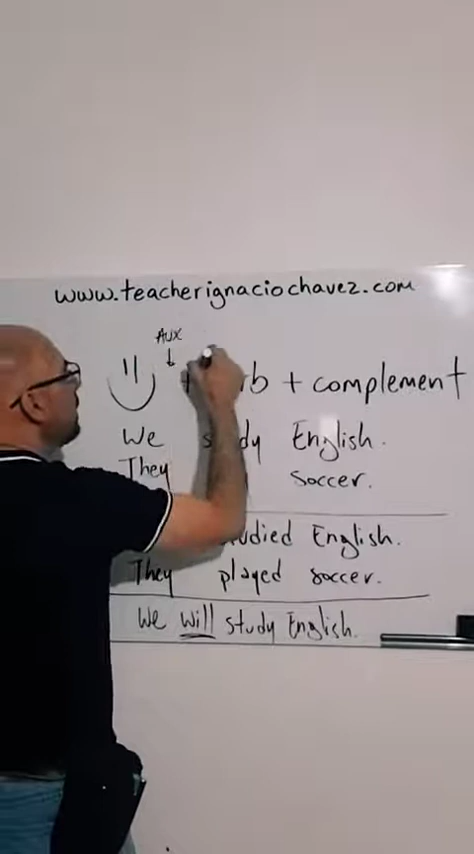 www.teacherignaciochavez.com
AUX
+ complement
We English.
They soccer.
English.
They played soccer.
We will study English.